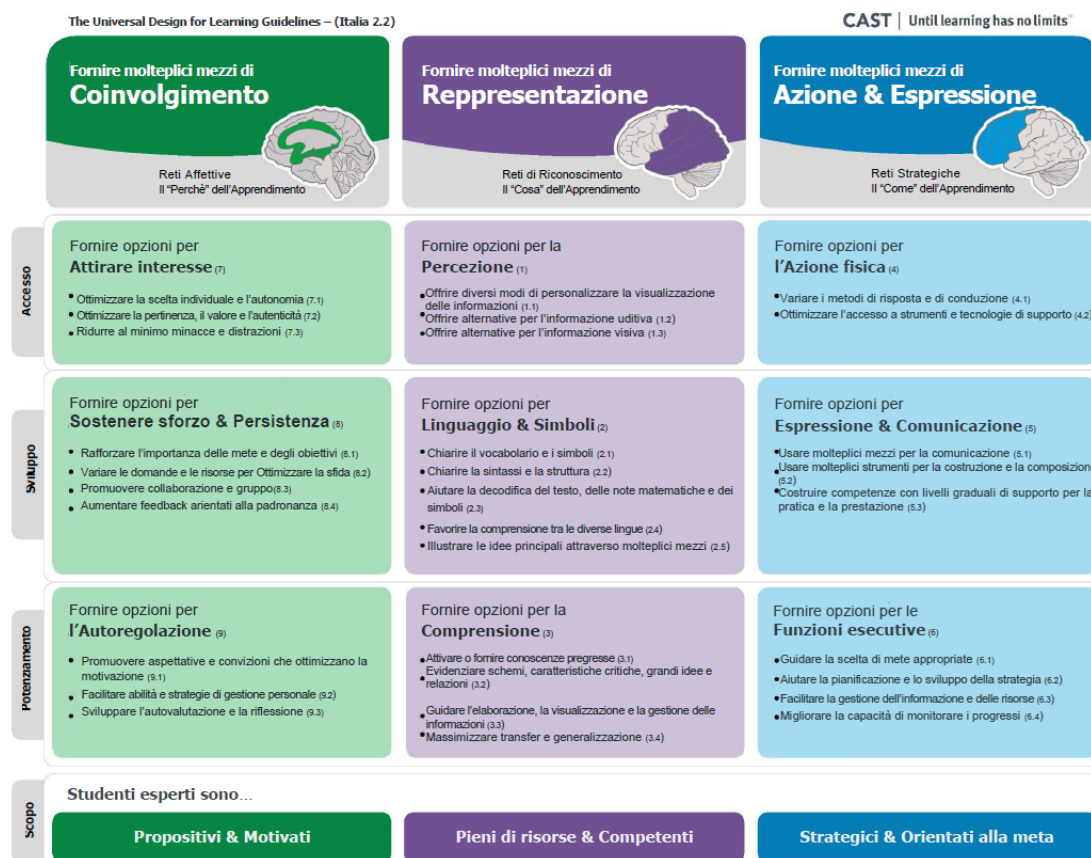 The Universal Design for Learning Guidelines – (Italia 2.2)
CAST | Until learning has no limits™
Fornire molteplici mezzi di
Coinvolgimento
Reti Affettive
Il "Perchè" dell'Apprendimento
Fornire molteplici mezzi di
Reppresentazione
Reti di Riconoscimento
Il "Cosa" dell'Apprendimento
Fornire molteplici mezzi di
Azione & Espressione
Reti Strategiche
Il "Come" dell'Apprendimento
Accesso
Fornire opzioni per
Attirare interesse (7)
• Ottimizzare la scelta individuale e l'autonomia (7.1)
• Ottimizzare la pertinenza, il valore e l'autenticità (7.2)
• Ridurre al minimo minacce e distrazioni (7.3)
Fornire opzioni per la
Percezione (1)
• Offrire diversi modi di personalizzare la visualizzazione
delle informazioni (1.1)
• Offrire alternative per l'informazione uditiva (1.2)
• Offrire alternative per l'informazione visiva (1.3)
Fornire opzioni per
l'Azione fisica (4)
• Variare i metodi di risposta e di conduzione (4.1)
• Ottimizzare l'accesso a strumenti e tecnologie di supporto (4.2)
Sviluppo
Fornire opzioni per
Sostenere sforzo & Persistenza (8)
• Rafforzare l'importanza delle mete e degli obiettivi (8.1)
• Variare le domande e le risorse per Ottimizzare la sfida (8.2)
• Promuovere collaborazione e gruppo(8.3)
• Aumentare feedback arientati alla padronanza (8.4)
Fornire opzioni per
Linguaggio & Simboli (2)
• Chiarire il vocabolario e i simboli (2.1)
• Chiarire la sintassi e la struttura (2.2)
• Aiutare la decodifica del testo, delle note matematiche e dei
simboli (2.3)
• Favorire la comprensione tra le diverse lingue (2.4)
• Illustrare le idee principali attraverso molteplici mezzi (2.5)
Fornire opzioni per
Espressione & Comunicazione (5)
• Usare molteplici mezzi per la comunicazione (5.1)
• Usare molteplici strumenti per la costruzione e la composizione
(5.2)
• Costruire competenze con livelli graduali di supporto per la
pratica e la prestazione (5.3)
Potenziamento
Fornire opzioni per
l'Autoregolazione (9)
• Promuovere aspettative e convizioni che ottimizzano la
motivazione (9.1)
• Facilitare abilità e strategie di gestione personale (9.2)
• Sviluppare l'autovalutazione e la riflessione (9.3)
Fornire opzioni per la
Comprensione (3)
• Attivare o fornire conoscenze pregresse (3.1)
• Evidenziare schemi, caratteristiche critiche, grandi idee e
relazioni (3.2)
• Guidare l'elaborazione, la visualizzazione e la gestione delle
informazioni (3.3)
• Massimizzare transfer e generalizzazione (3.4)
Fornire opzioni per le
Funzioni esecutive (6)
• Guidare la scelta di mete appropriate (6.1)
• Aiutare la pianificazione e lo sviluppo della strategia (6.2)
• Facilitare la gestione dell'informazione e delle risorse (6.3)
• Migliorare la capacità di monitorare i progressi (6.4)
Scopo
Studenti esperti sono...
Propositivi & Motivati
Pieni di risorse & Competenti
Strategici & Orientati alla meta